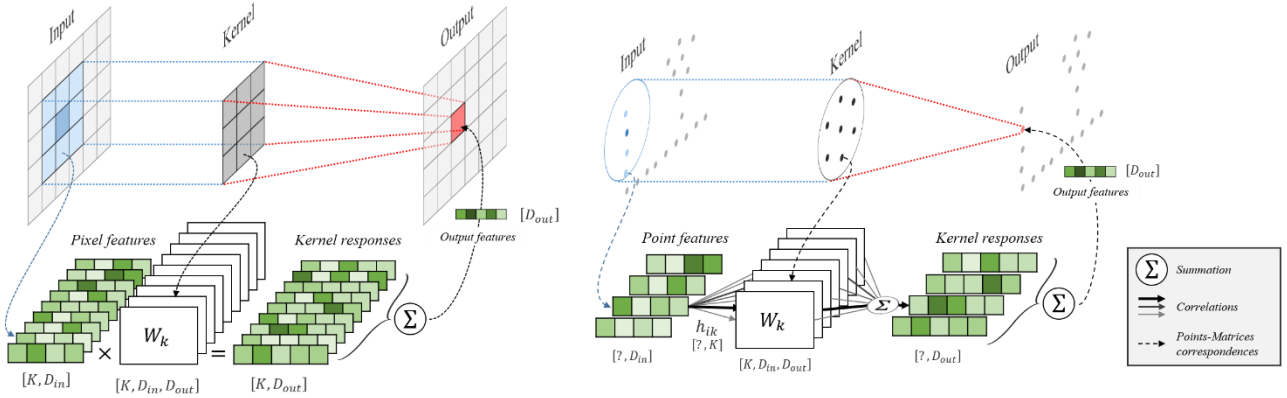 Input
Kernel
Output
Pixel features
Kernel responses
[D_out]
Output features
W_k
Σ
×
=
[K, D_in]
[K, D_in, D_out]
[K, D_out]
Input
Kernel
Output
[D_out]
Output features
Point features
Kernel responses
h_ik
[?, K]
W_k
Σ
Σ
[?, D_in]
[K, D_in, D_out]
[?, D_out]
Σ Summation
Correlations
Points-Matrices
correspondences